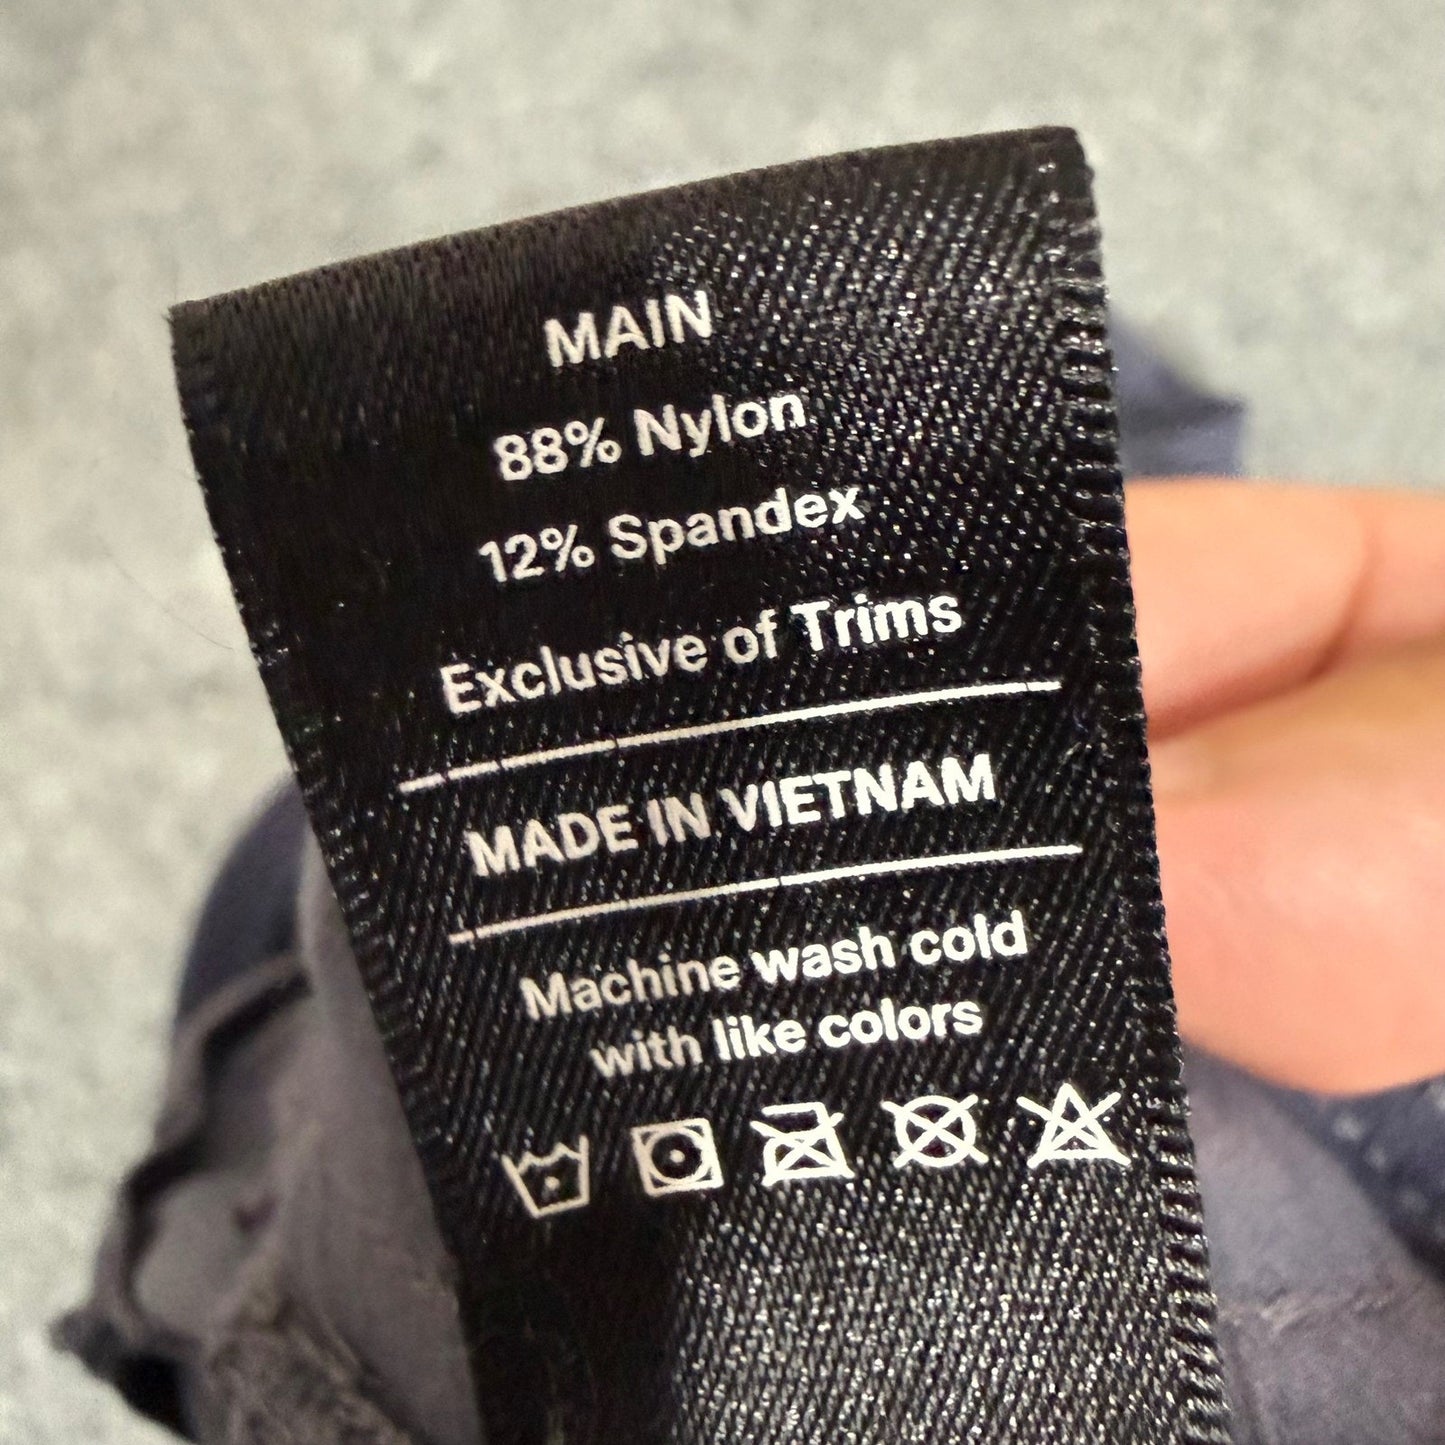 MAIN
88% Nylon
12% Spandex
Exclusive of Trims
MADE IN VIETNAM
Machine wash cold
with like colors